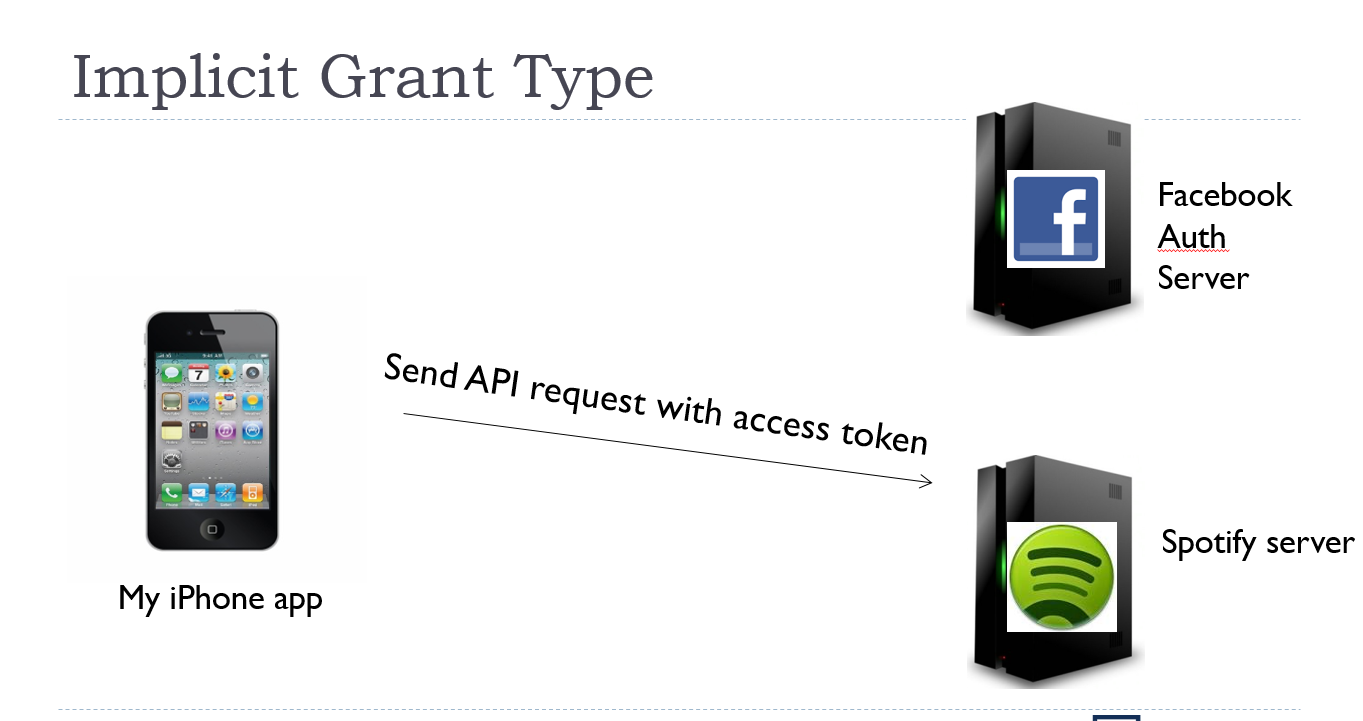 Implicit Grant Type
Facebook
Auth
Server
Send API request with access token
Spotify server
My iPhone app